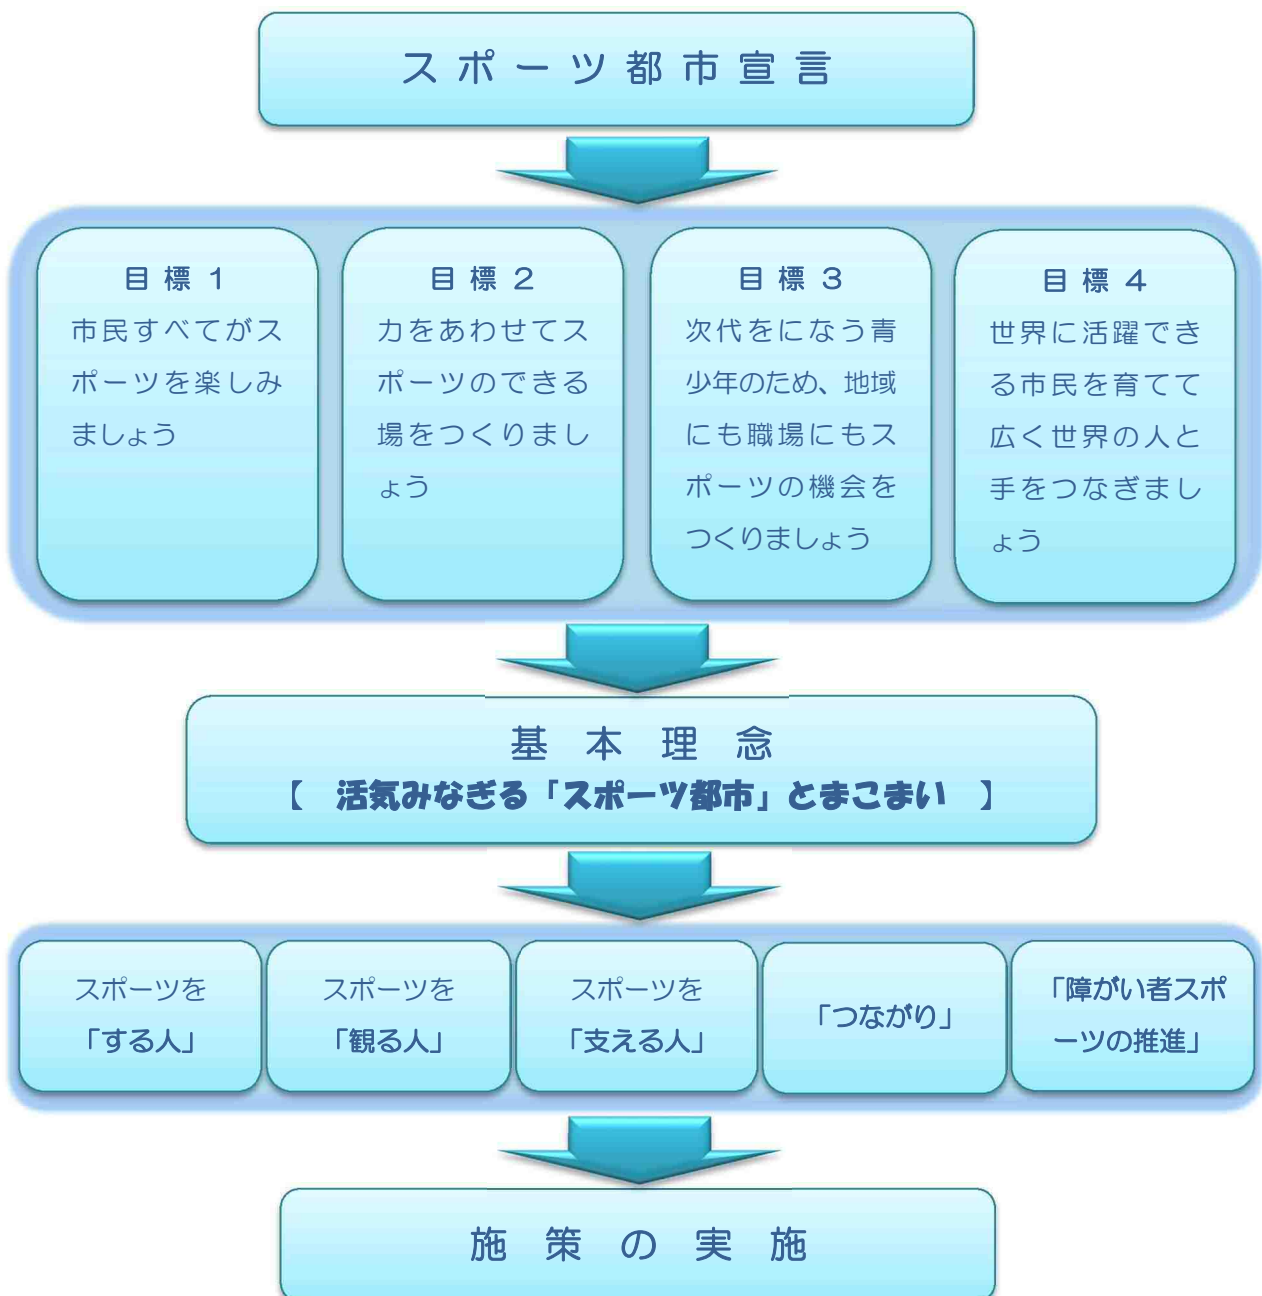 スポーツ都市宣言
目標１
市民すべてがス
ポーツを楽しみ
ましょう
目標２
力をあわせてス
ポーツのできる
場をつくりまし
ょう
目標３
次代をになう青
少年のため、地域
にも職場にもス
ポーツの機会を
つくりましょう
目標４
世界に活躍でき
る市民を育てて
広く世界の人と
手をつなぎまし
ょう
基本理念
【　活気みなぎる「スポーツ都市」とまこまい　】
スポーツを
「する人」
スポーツを
「観る人」
スポーツを
「支える人」
「つながり」
「障がい者スポ
ーツの推進」
施策の実施